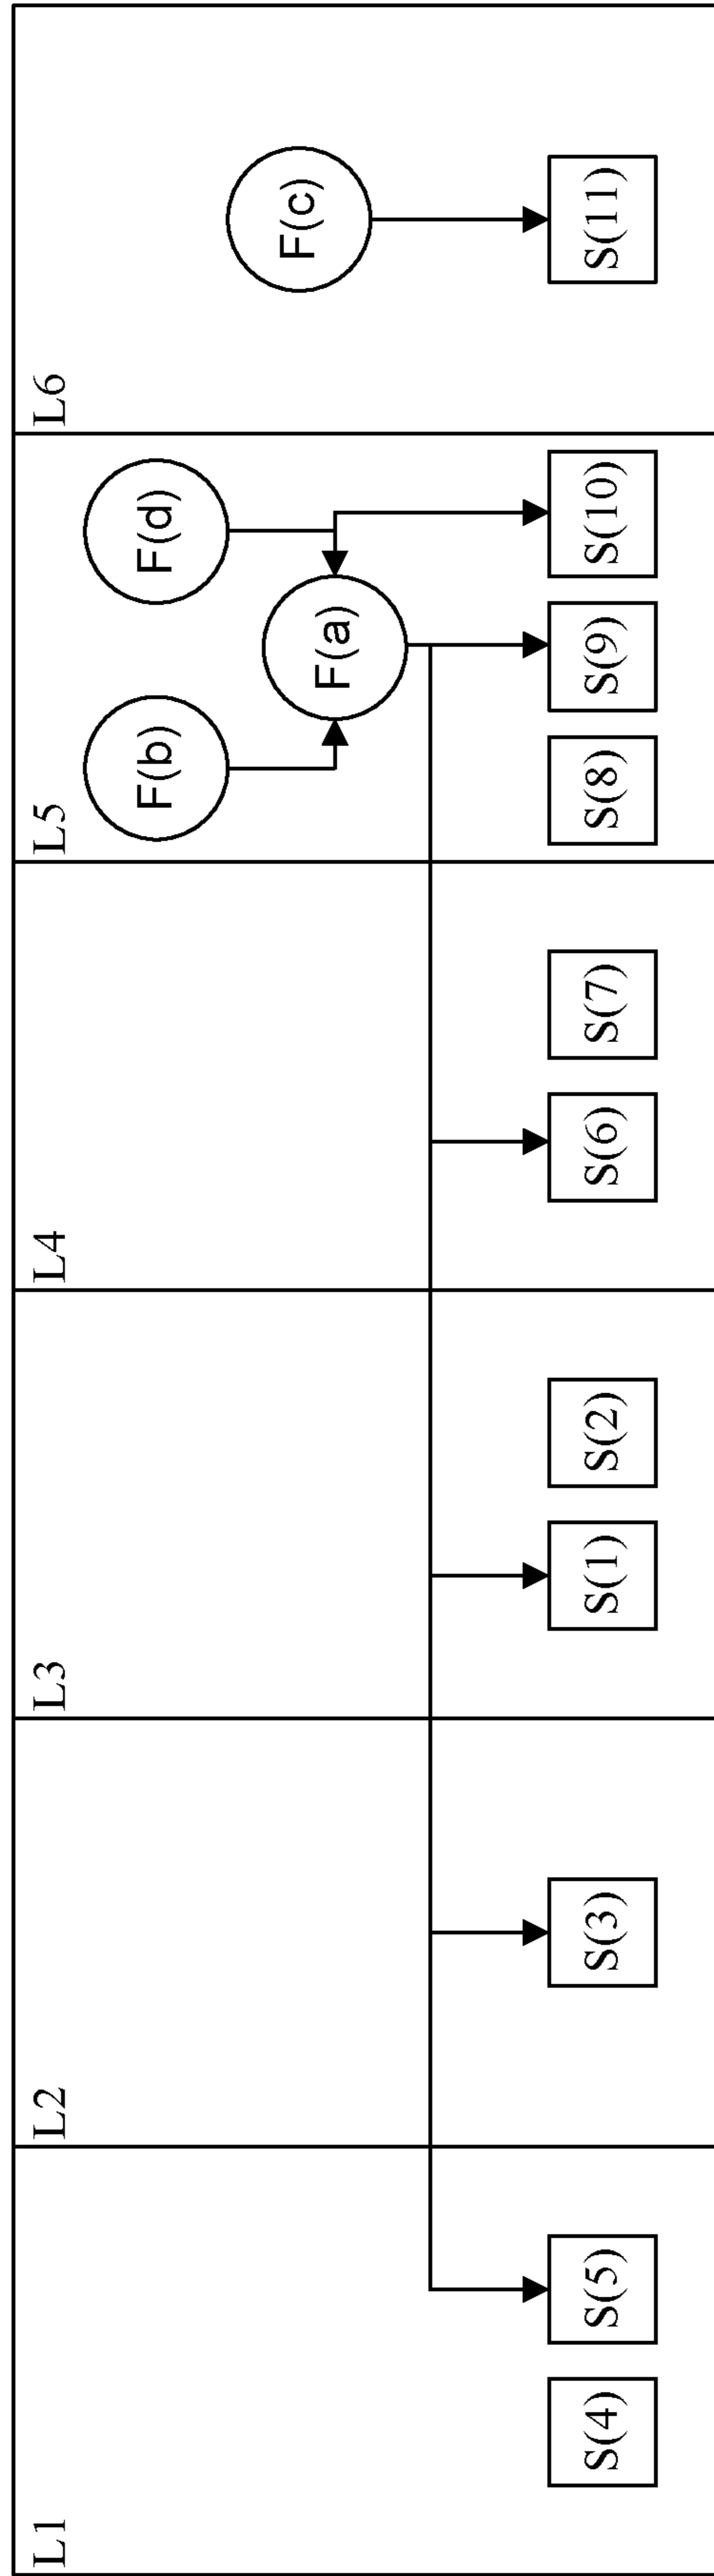 L1
S(4)
S(5)
L2
S(3)
L3
S(1)
S(2)
L4
S(6)
S(7)
L5
F(b)
F(d)
F(a)
S(8)
S(9)
S(10)
L6
F(c)
S(11)